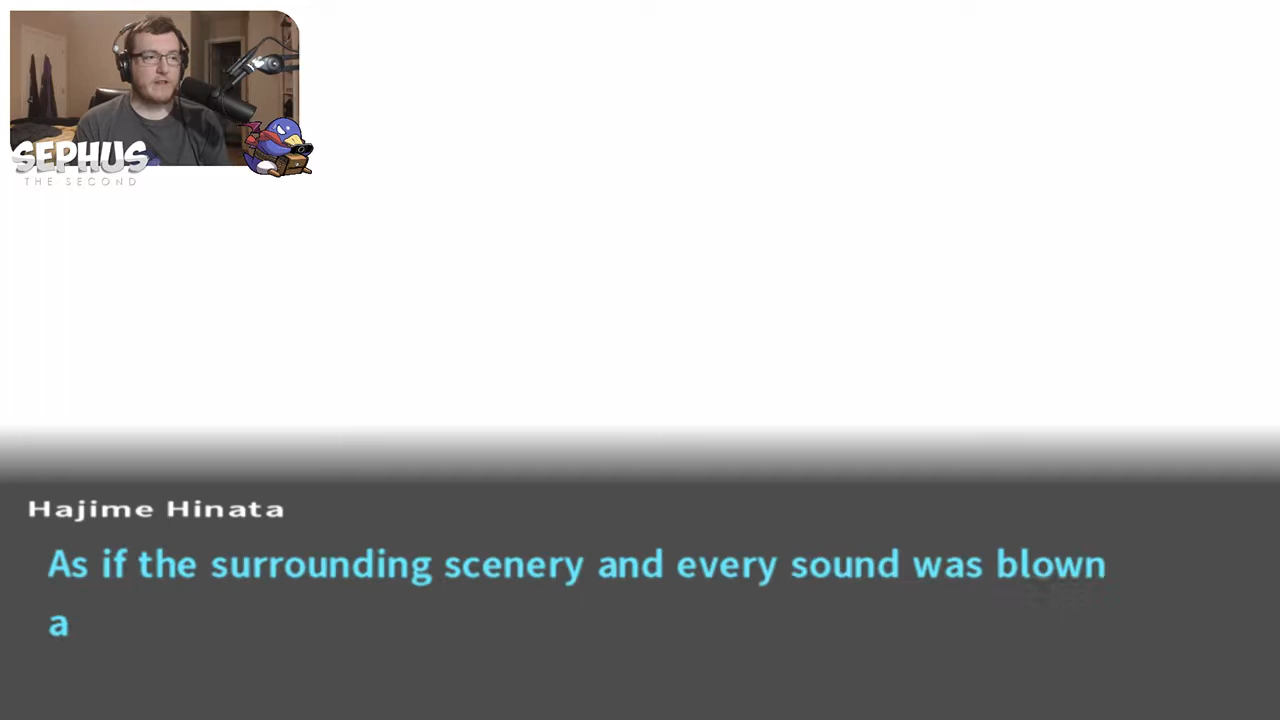 SEPHUS
THE SECOND
Hajime Hinata
As if the surrounding scenery and every sound was blown
a